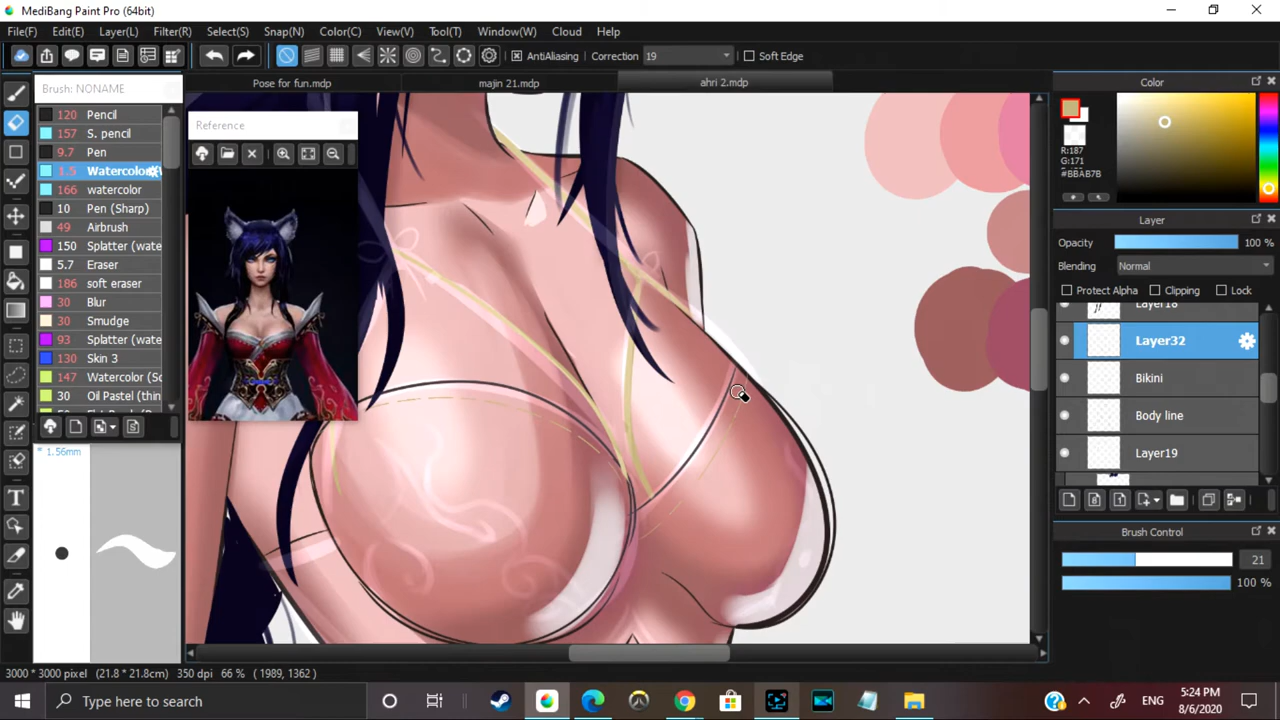 MediBang Paint Pro (64bit)
File(F) Edit(E) Layer(L) Filter(R) Select(S) Snap(N) Color(C) View(V) Tool(T) Window(W) Cloud Help
AntiAliasing Correction 19 Soft Edge
Brush: NONAME
Pose for fun.mdp majin 21.mdp ahri 2.mdp
120 Pencil
157 S. pencil
9.7 Pen
1.5 Watercolor
166 watercolor
10 Pen (Sharp)
49 Airbrush
150 Splatter (wate
5.7 Eraser
186 soft eraser
30 Blur
30 Smudge
93 Splatter (wate
130 Skin 3
147 Watercolor (Sc
30 Oil Pastel (thin
* 1.56mm
Reference
Color
R:187
G:171
#BBAB7B
Layer
Opacity 100 %
Blending Normal
Protect Alpha Clipping Lock
Layer18
Layer32
Bikini
Body line
Layer19
Brush Control
21
100 %
3000 * 3000 pixel (21.8 * 21.8cm) 350 dpi 66 % ( 1989, 1362 )
Type here to search
ENG
5:24 PM
8/6/2020